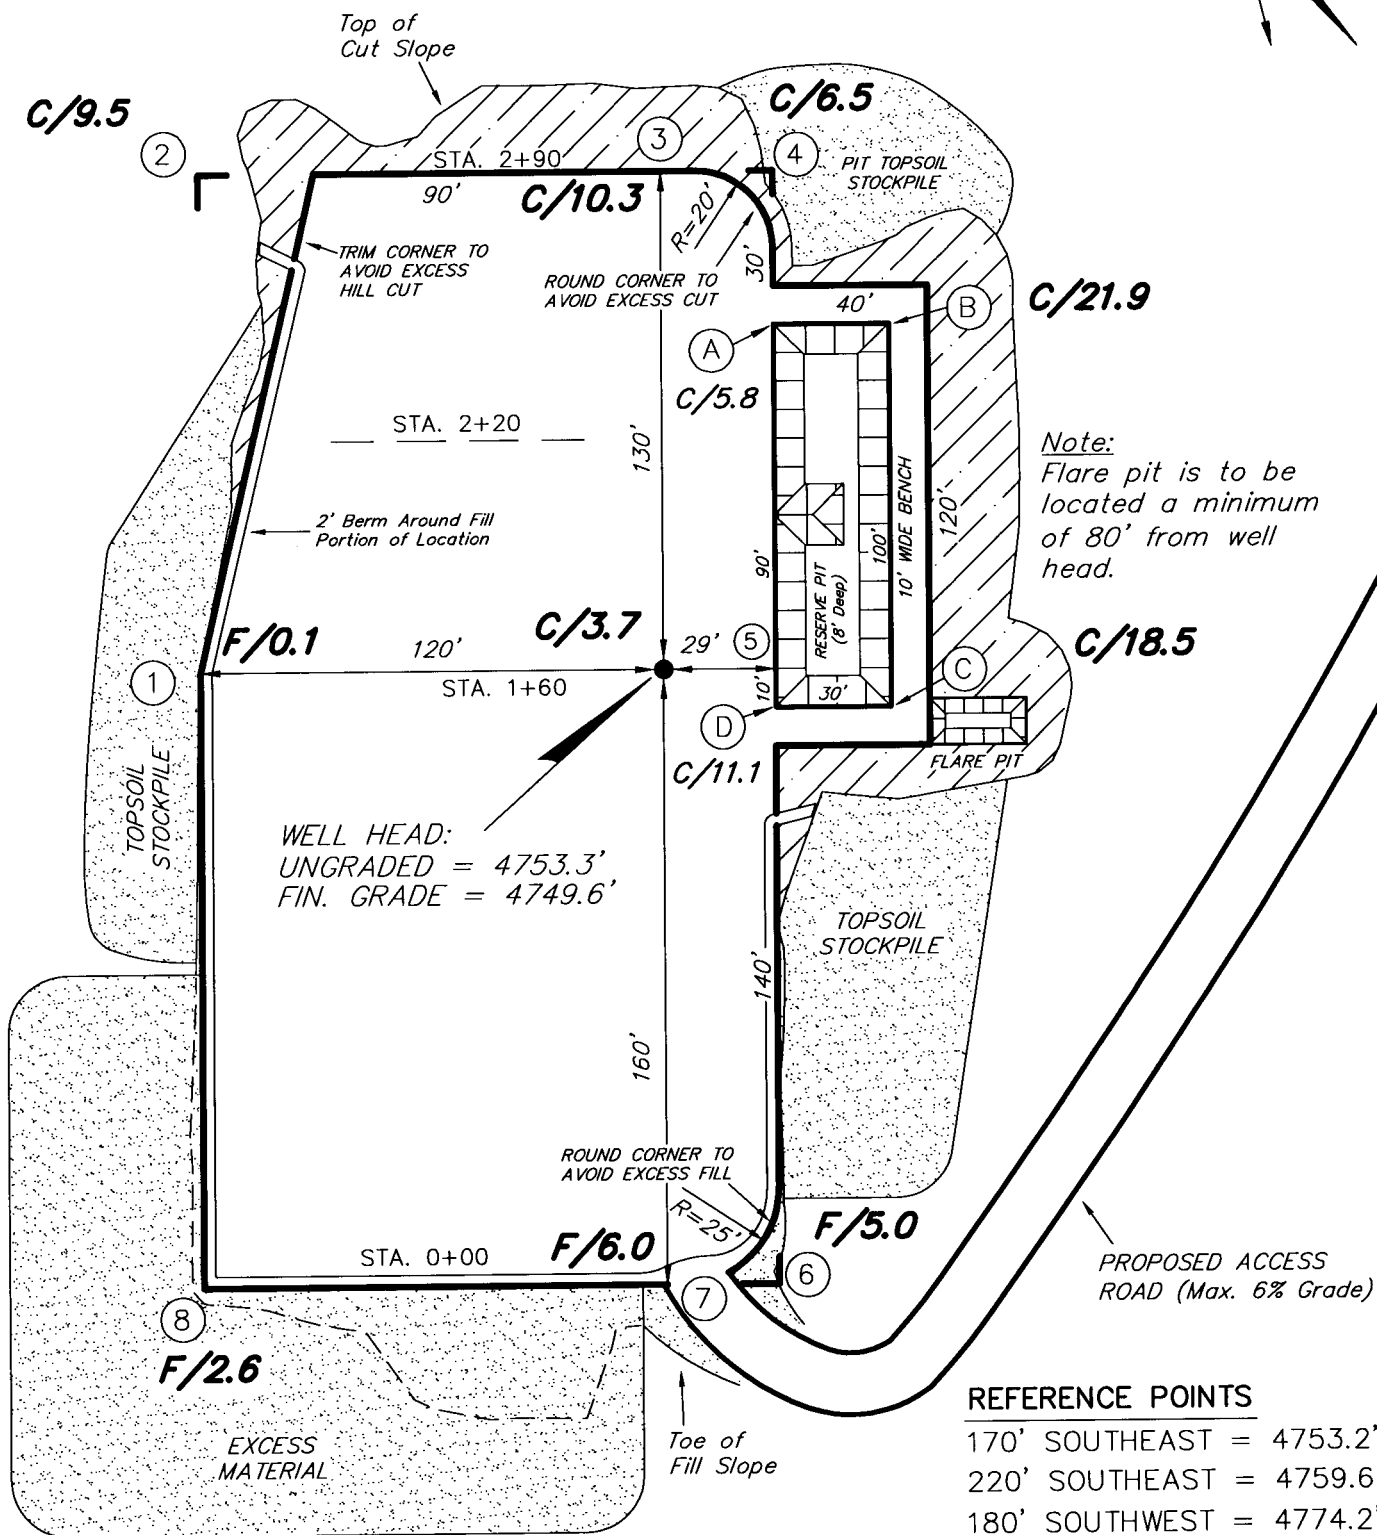 Top of
Cut Slope
C/9.5
2
STA. 2+90
90'
C/10.3
3
C/6.5
4
PIT TOPSOIL
STOCKPILE
R=20'
30'
TRIM CORNER TO
AVOID EXCESS
HILL CUT
ROUND CORNER TO
AVOID EXCESS CUT
40'
B
C/21.9
A
C/5.8
STA. 2+20
130'
Note:
Flare pit is to be
located a minimum
of 80' from well
head.
2' Berm Around Fill
Portion of Location
90'
RESERVE PIT
(8' Deep)
100'
10' WIDE BENCH
120'
F/0.1
120'
C/3.7
29'
5
C/18.5
1
STA. 1+60
10'
30'
C
D
C/11.1
FLARE PIT
TOPSOIL
STOCKPILE
WELL HEAD:
UNGRADED = 4753.3'
FIN. GRADE = 4749.6'
TOPSOIL
STOCKPILE
140'
160'
ROUND CORNER TO
AVOID EXCESS FILL
R=25'
STA. 0+00
F/6.0
F/5.0
6
7
PROPOSED ACCESS
ROAD (Max. 6% Grade)
8
F/2.6
EXCESS
MATERIAL
Toe of
Fill Slope
REFERENCE POINTS
170' SOUTHEAST = 4753.2'
220' SOUTHEAST = 4759.6
180' SOUTHWEST = 4774.2'